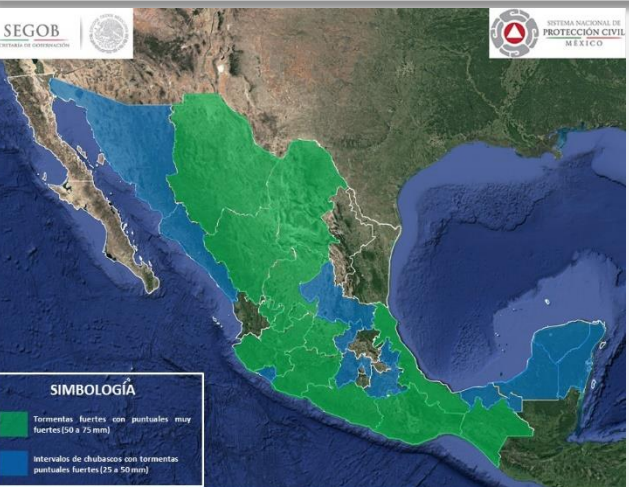 SEGOB
SECRETARÍA DE GOBERNACIÓN
SISTEMA NACIONAL DE
PROTECCIÓN CIVIL
MÉXICO
SIMBOLOGÍA
Tormentas fuertes con puntuales muy
fuertes (50 a 75 mm)
Intervalos de chubascos con tormentas
puntuales fuertes (25 a 50 mm)